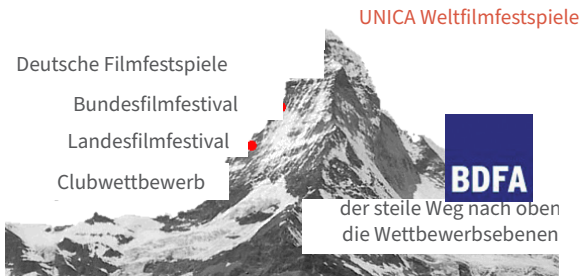 UNICA Weltfilmfestspiele
Deutsche Filmfestspiele
Bundesfilmfestival
Landesfilmfestival
Clubwettbewerb
BDFA
der steile Weg nach oben
die Wettbewerbsebenen